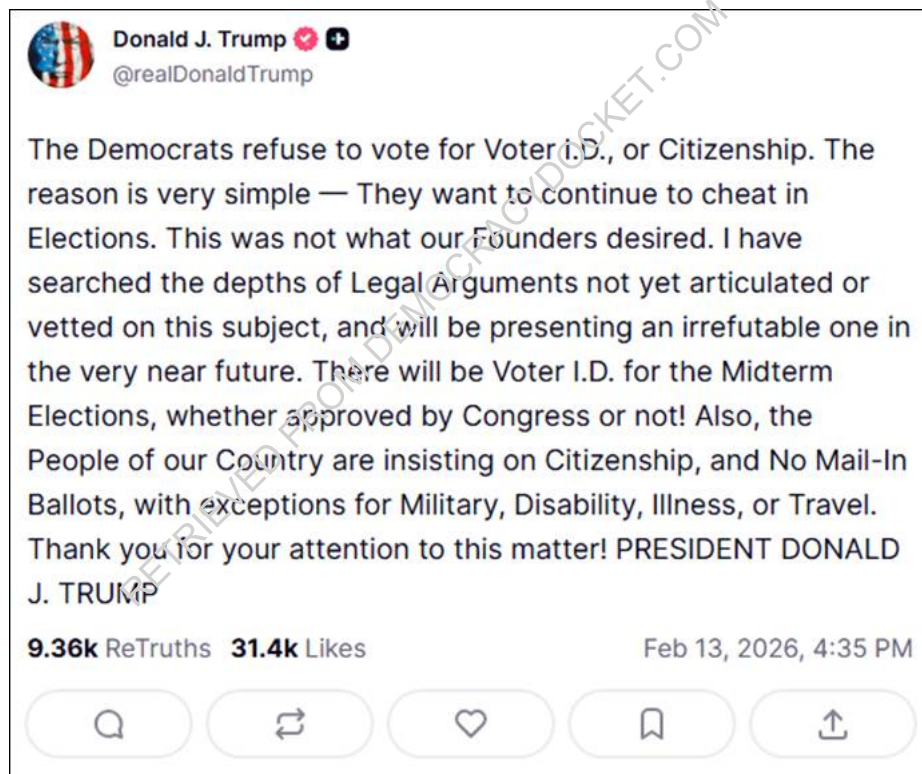 Donald J. Trump
@realDonaldTrump
The Democrats refuse to vote for Voter I.D., or Citizenship. The
reason is very simple — They want to continue to cheat in
Elections. This was not what our Founders desired. I have
searched the depths of Legal Arguments not yet articulated or
vetted on this subject, and will be presenting an irrefutable one in
the very near future. There will be Voter I.D. for the Midterm
Elections, whether approved by Congress or not! Also, the
People of our Country are insisting on Citizenship, and No Mail-In
Ballots, with exceptions for Military, Disability, Illness, or Travel.
Thank you for your attention to this matter! PRESIDENT DONALD
J. TRUMP
9.36k ReTruths 31.4k Likes Feb 13, 2026, 4:35 PM
RETRIEVED FROM DEMOCRACYDOCKET.COM